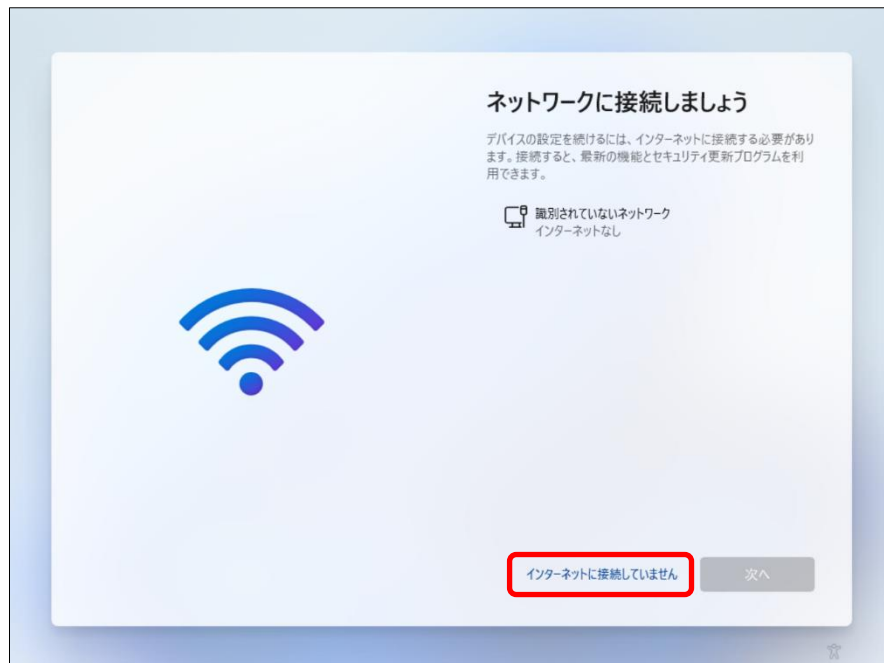 ネットワークに接続しましょう
デバイスの設定を続けるには、インターネットに接続する必要があり
ます。接続すると、最新の機能とセキュリティ更新プログラムを利
用できます。
識別されていないネットワーク
インターネットなし
インターネットに接続していません
次へ